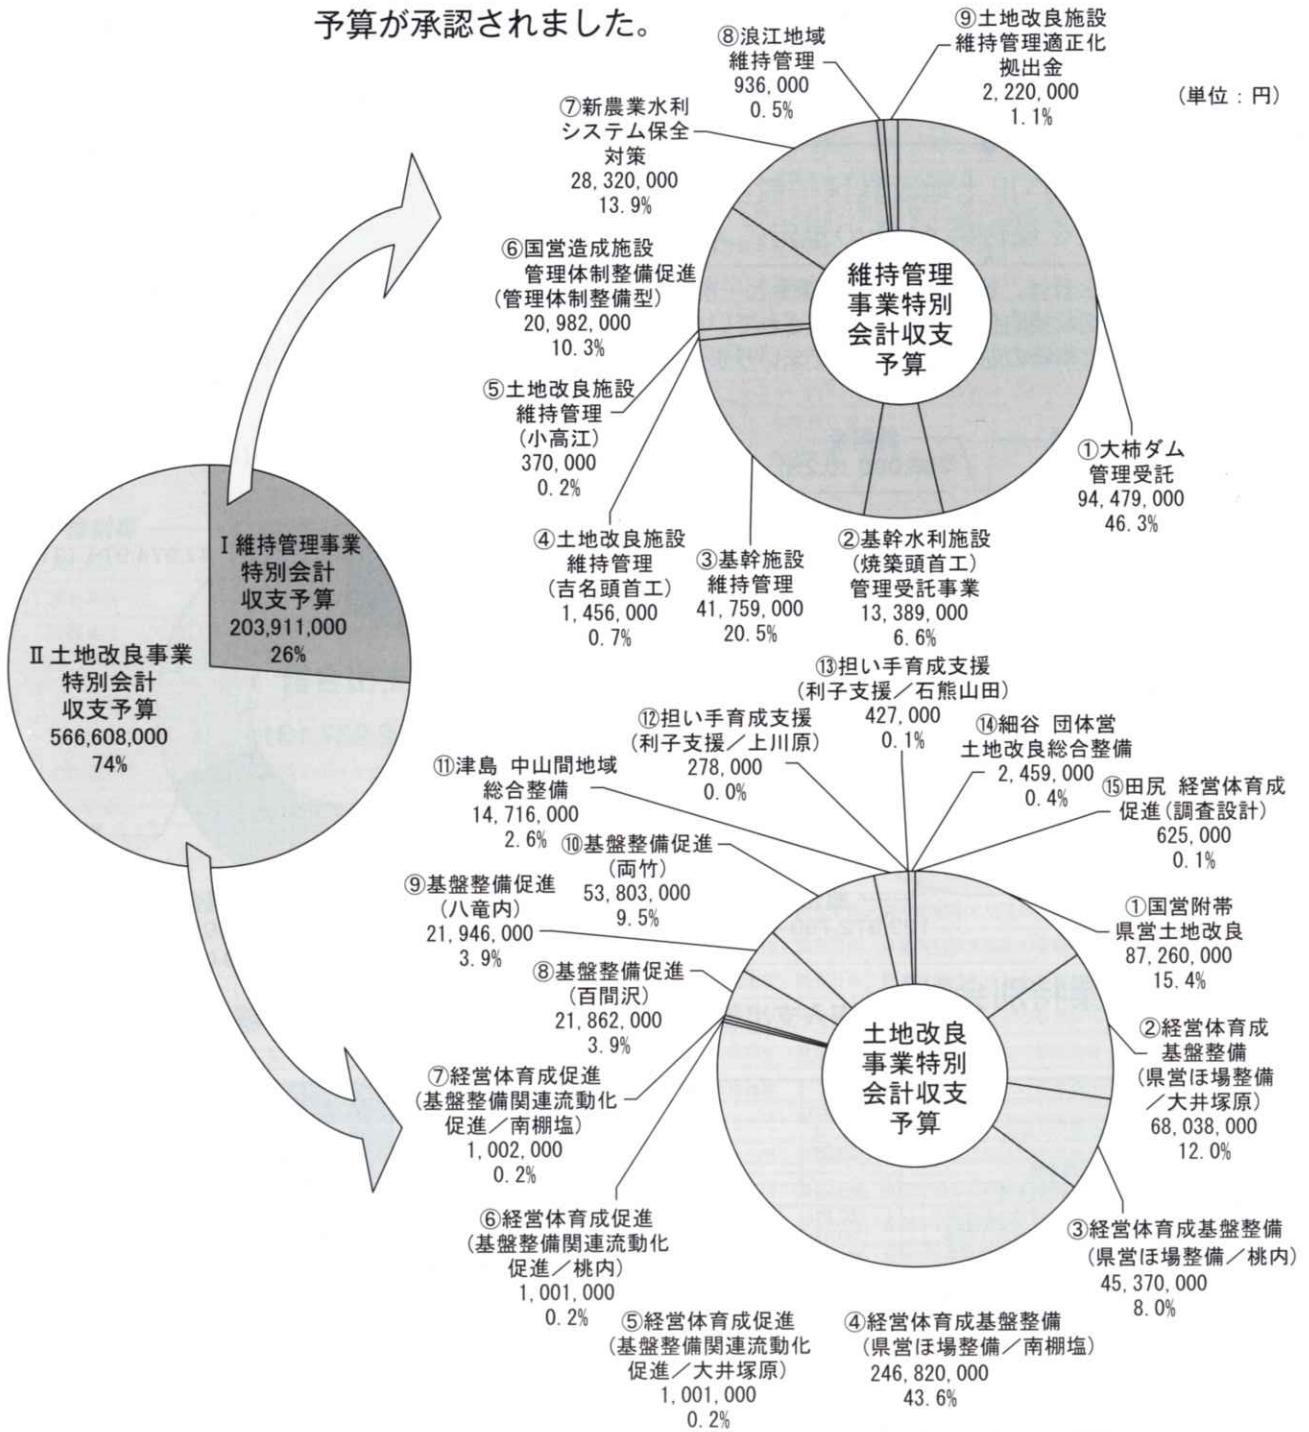 予算が承認されました。
(単位:円)
Ⅰ維持管理事業
特別会計
収支予算
203,911,000
26%
Ⅱ土地改良事業
特別会計
収支予算
566,608,000
74%
維持管理
事業特別
会計収支
予算
①大柿ダム
管理受託
94,479,000
46.3%
②基幹水利施設
(焼築頭首工)
管理受託事業
13,389,000
6.6%
③基幹施設
維持管理
41,759,000
20.5%
④土地改良施設
維持管理
(吉名頭首工)
1,456,000
0.7%
⑤土地改良施設
維持管理
(小高江)
370,000
0.2%
⑥国営造成施設
管理体制整備促進
(管理体制整備型)
20,982,000
10.3%
⑦新農業水利
システム保全
対策
28,320,000
13.9%
⑧浪江地域
維持管理
936,000
0.5%
⑨土地改良施設
維持管理適正化
拠出金
2,220,000
1.1%
土地改良
事業特別
会計収支
予算
①国営附帯
県営土地改良
87,260,000
15.4%
②経営体育成
基盤整備
(県営ほ場整備
/大井塚原)
68,038,000
12.0%
③経営体育成基盤整備
(県営ほ場整備/桃内)
45,370,000
8.0%
④経営体育成基盤整備
(県営ほ場整備/南棚塩)
246,820,000
43.6%
⑤経営体育成促進
(基盤整備関連流動化
促進/大井塚原)
1,001,000
0.2%
⑥経営体育成促進
(基盤整備関連流動化
促進/桃内)
1,001,000
0.2%
⑦経営体育成促進
(基盤整備関連流動化
促進/南棚塩)
1,002,000
0.2%
⑧基盤整備促進
(百間沢)
21,862,000
3.9%
⑨基盤整備促進
(八竜内)
21,946,000
3.9%
⑩基盤整備促進
(両竹)
53,803,000
9.5%
⑪津島 中山間地域
総合整備
14,716,000
2.6%
⑫担い手育成支援
(利子支援/上川原)
278,000
0.0%
⑬担い手育成支援
(利子支援/石熊山田)
427,000
0.1%
⑭細谷 団体営
土地改良総合整備
2,459,000
0.4%
⑮田尻 経営体育成
促進(調査設計)
625,000
0.1%